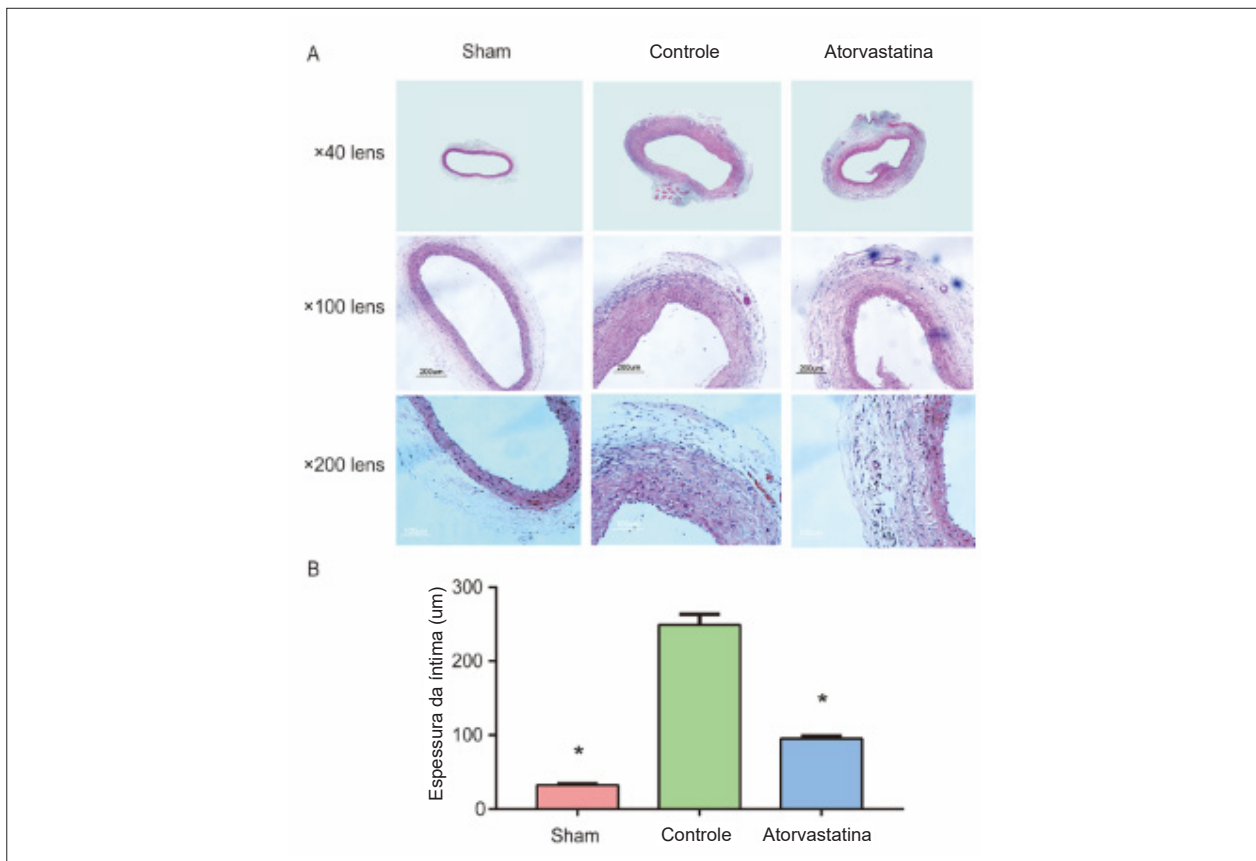 A
Sham Controle Atorvastatina
×40 lens
×100 lens
200um 200um 200um
×200 lens
B
Espessura da íntima (um)
300
200
100
0
* *
Sham Controle Atorvastatina